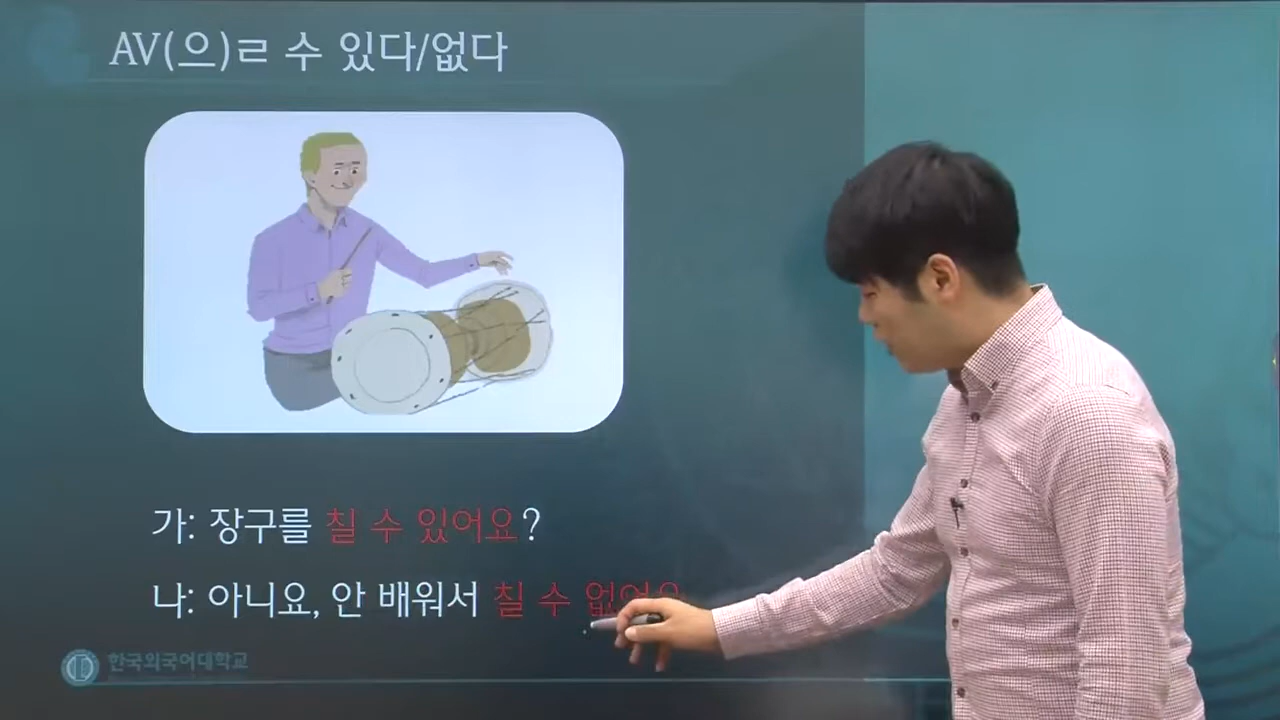 AV(으)ㄹ 수 있다/없다
가: 장구를 칠 수 있어요?
나: 아니요, 안 배워서 칠 수 없어요
한국외국어대학교